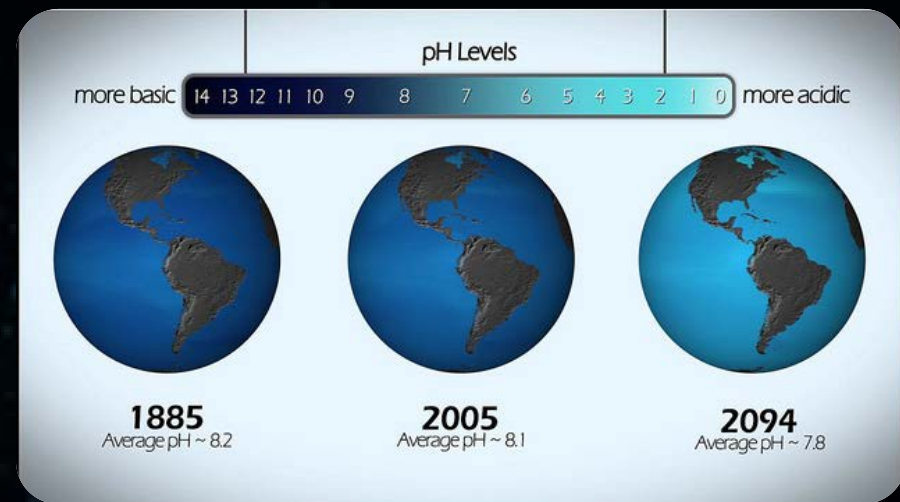 pH Levels
more basic 14 13 12 11 10 9 8 7 6 5 4 3 2 1 0 more acidic
1885
Average pH ~ 8.2
2005
Average pH ~ 8.1
2094
Average pH ~ 7.8